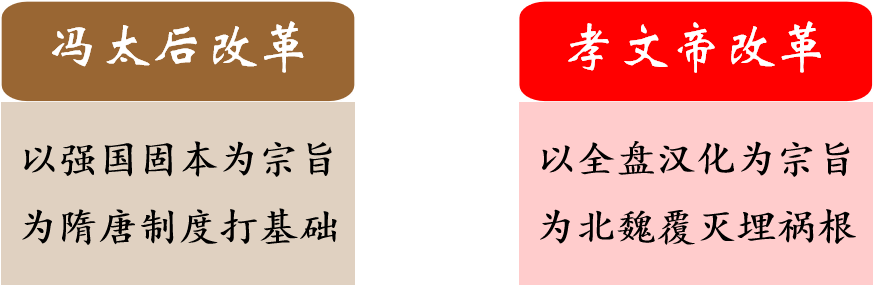 冯太后改革
以强国固本为宗旨
为隋唐制度打基础
孝文帝改革
以全盘汉化为宗旨
为北魏覆灭埋祸根